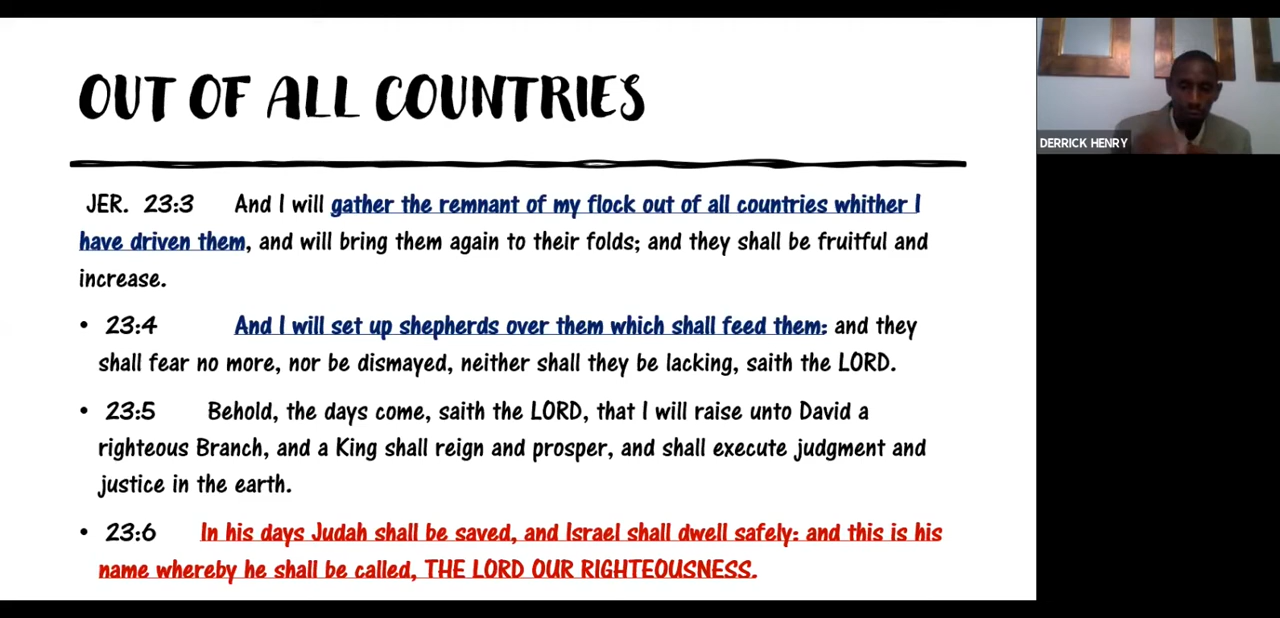 OUT OF ALL COUNTRIES
JER. 23:3 And I will gather the remnant of my flock out of all countries whither I
have driven them, and will bring them again to their folds; and they shall be fruitful and
increase.
• 23:4 And I will set up shepherds over them which shall feed them: and they
shall fear no more, nor be dismayed, neither shall they be lacking, saith the LORD.
• 23:5 Behold, the days come, saith the LORD, that I will raise unto David a
righteous Branch, and a King shall reign and prosper, and shall execute judgment and
justice in the earth.
• 23:6 In his days Judah shall be saved, and Israel shall dwell safely: and this is his
name whereby he shall be called, THE LORD OUR RIGHTEOUSNESS.
DERRICK HENRY